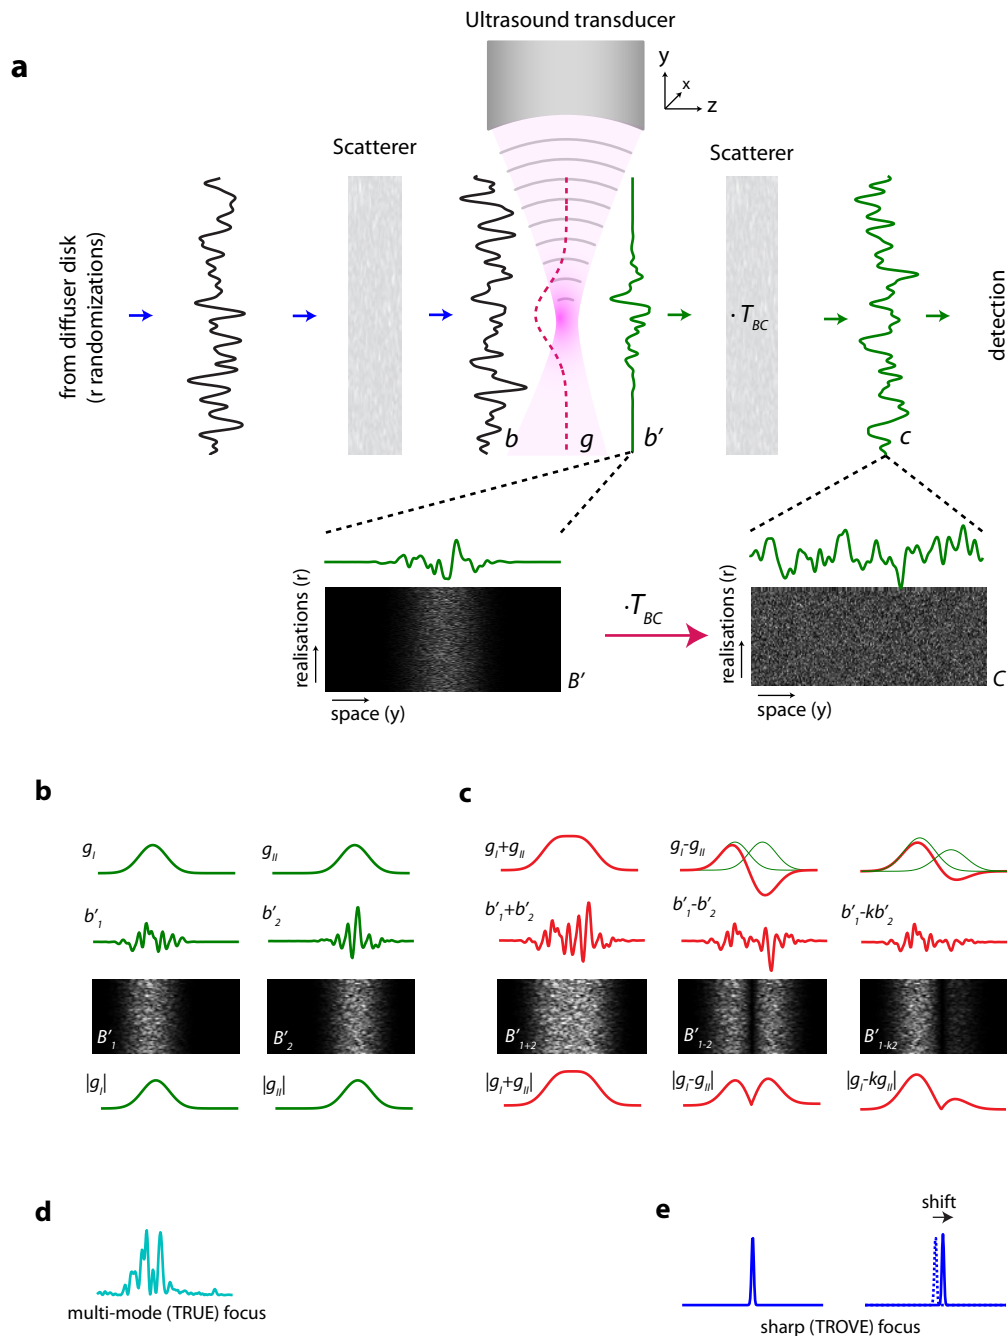 Ultrasound transducer
a
y
x
z
Scatterer
Scatterer
from diffuser disk
(r randomizations)
· T_BC
detection
b
g
b′
c
realisations (r)
B′
space (y)
·T_BC
realisations (r)
C
space (y)
b
g_I
g_II
b′_1
b′_2
B′_1
B′_2
|g_I|
|g_II|
c
g_I+g_II
g_I-g_II
b′_1+b′_2
b′_1-b′_2
b′_1-kb′_2
B′_1+2
B′_1-2
B′_1-k2
|g_I+g_II|
|g_I-g_II|
|g_I-kg_II|
d
multi-mode (TRUE) focus
e
shift
sharp (TROVE) focus